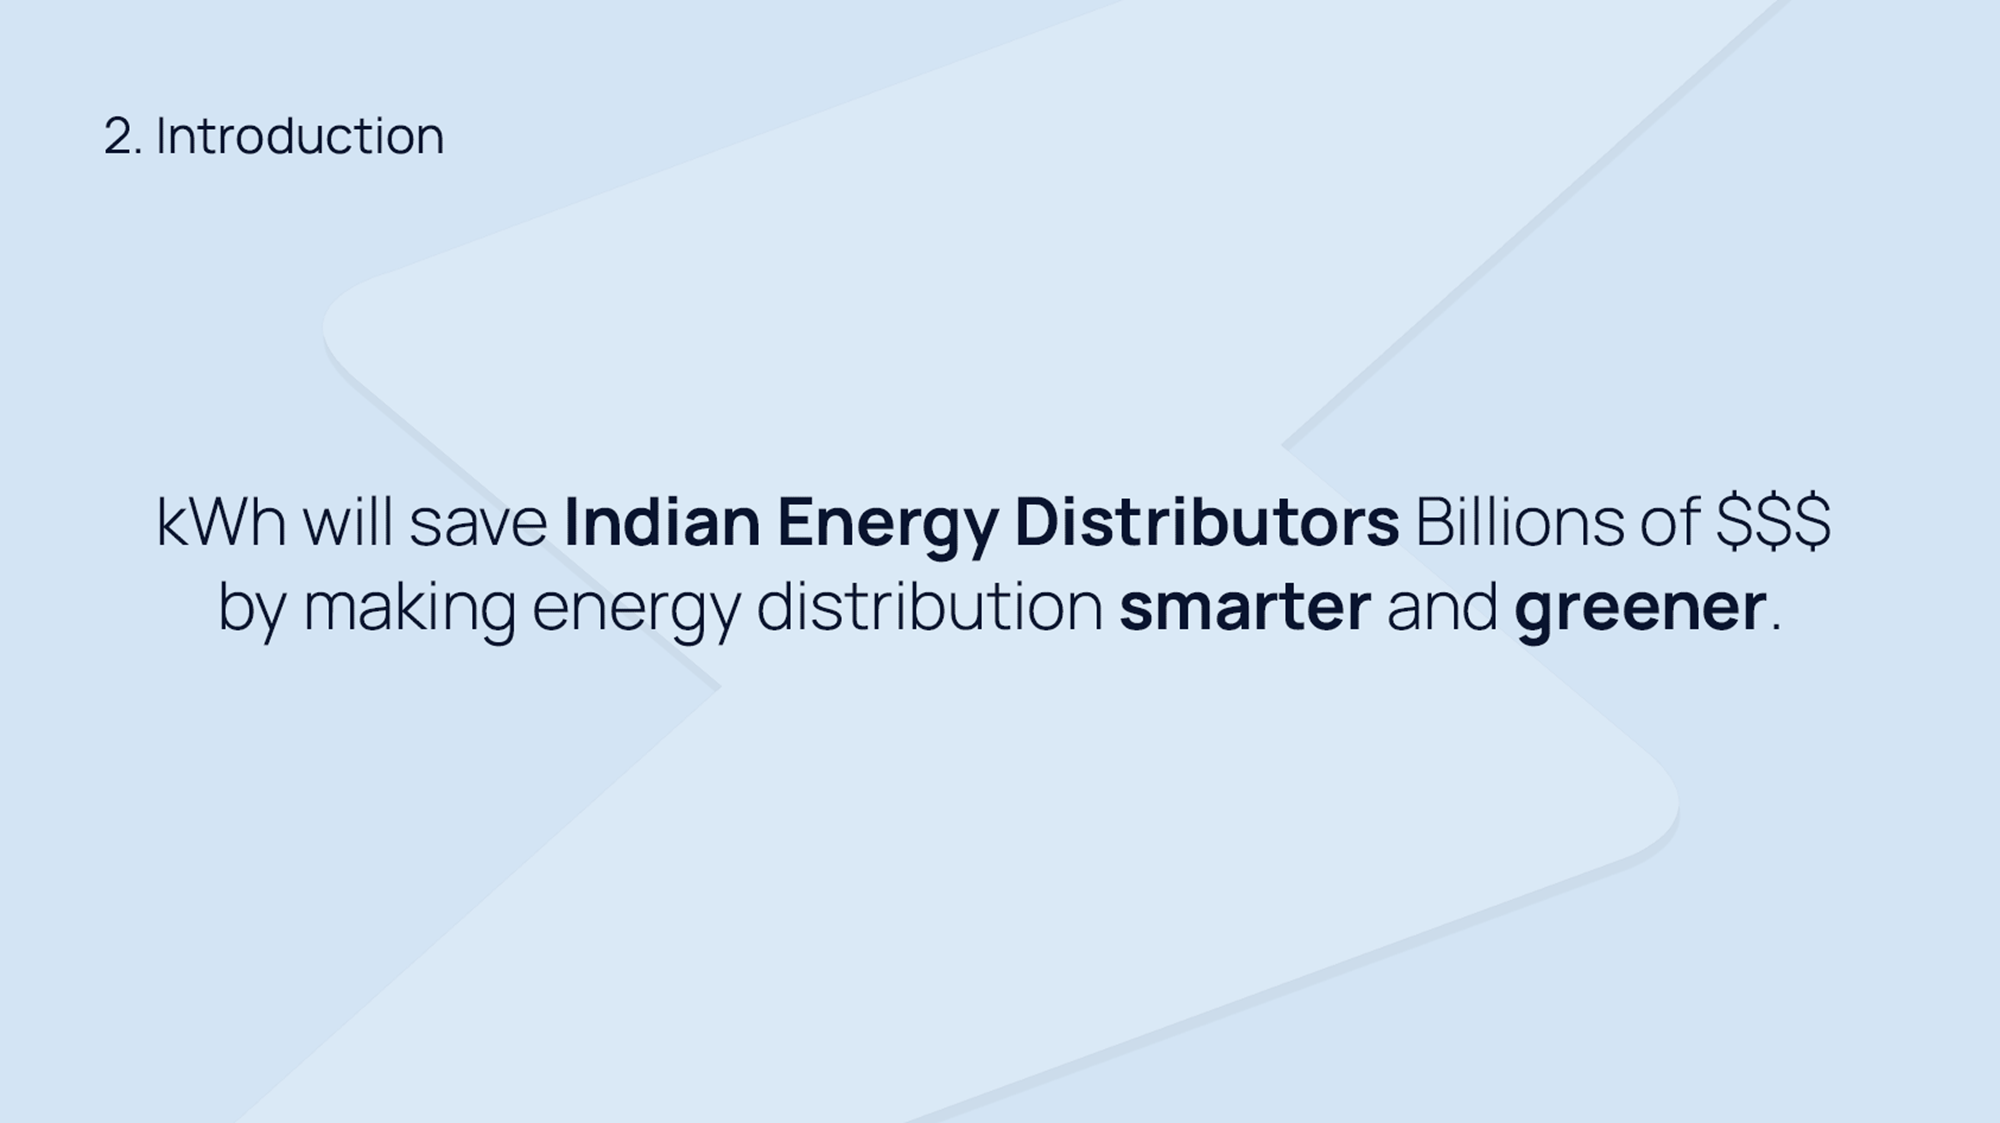 2. Introduction
kWh will save Indian Energy Distributors Billions of $$$
by making energy distribution smarter and greener.